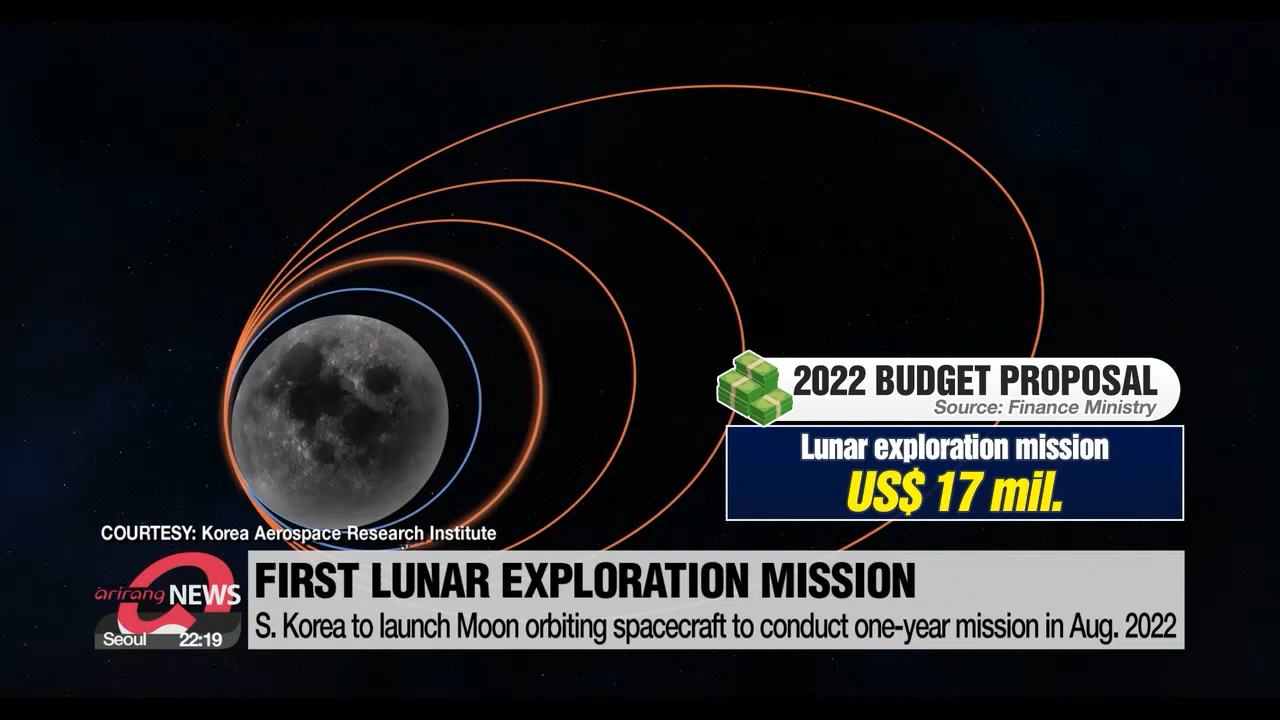 2022 BUDGET PROPOSAL
Source: Finance Ministry
Lunar exploration mission
US$ 17 mil.
COURTESY: Korea Aerospace Research Institute
arirang NEWS
Seoul 22:19
FIRST LUNAR EXPLORATION MISSION
S. Korea to launch Moon orbiting spacecraft to conduct one-year mission in Aug. 2022